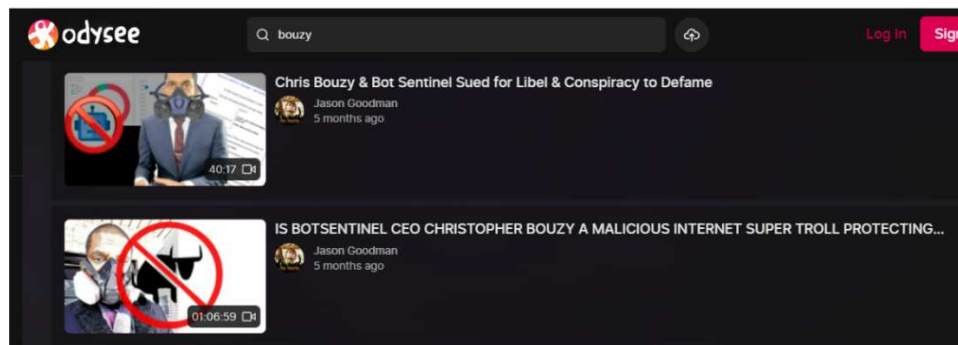 odysee
bouzy
Log In
Sign
Chris Bouzy & Bot Sentinel Sued for Libel & Conspiracy to Defame
Jason Goodman
5 months ago
40:17
IS BOTSENTINEL CEO CHRISTOPHER BOUZY A MALICIOUS INTERNET SUPER TROLL PROTECTING...
Jason Goodman
5 months ago
01:06:59